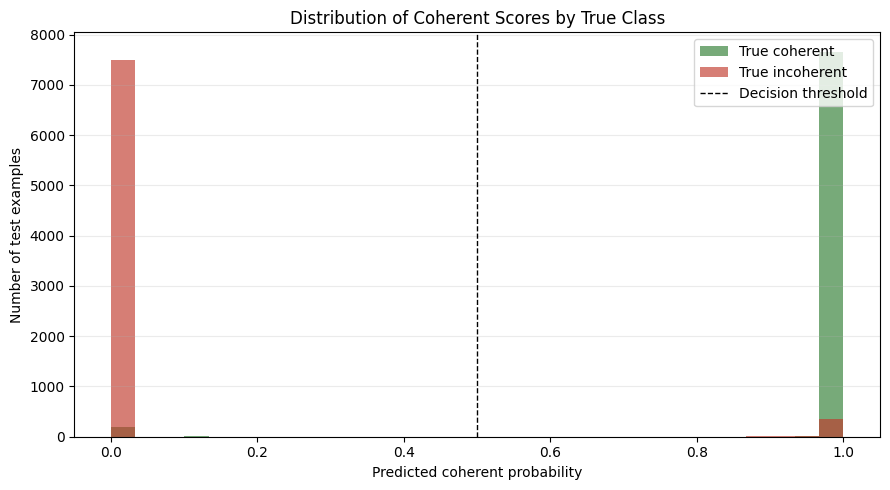 Distribution of Coherent Scores by True Class
True coherent
True incoherent
Decision threshold
Number of test examples
8000
7000
6000
5000
4000
3000
2000
1000
0
0.0 0.2 0.4 0.6 0.8 1.0
Predicted coherent probability